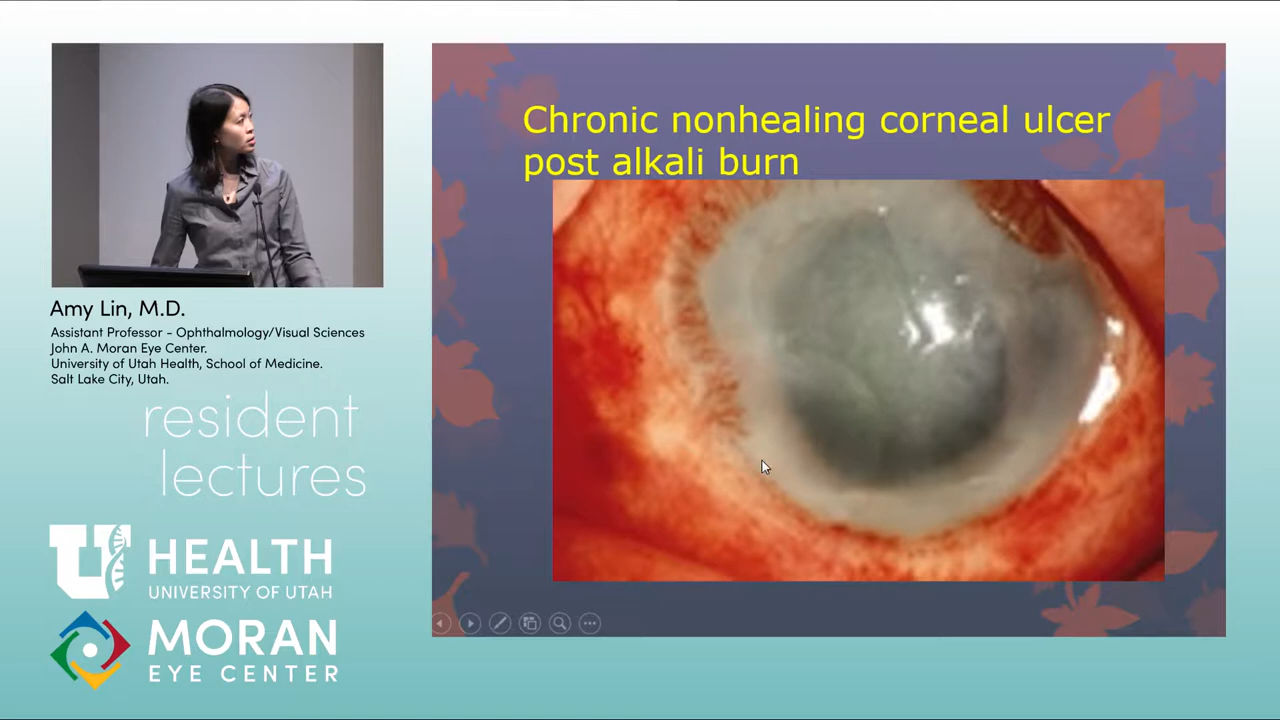 Chronic nonhealing corneal ulcer
post alkali burn
Amy Lin, M.D.
Assistant Professor - Ophthalmology/Visual Sciences
John A. Moran Eye Center.
University of Utah Health, School of Medicine.
Salt Lake City, Utah.
resident
lectures
U HEALTH
UNIVERSITY OF UTAH
MORAN
EYE CENTER